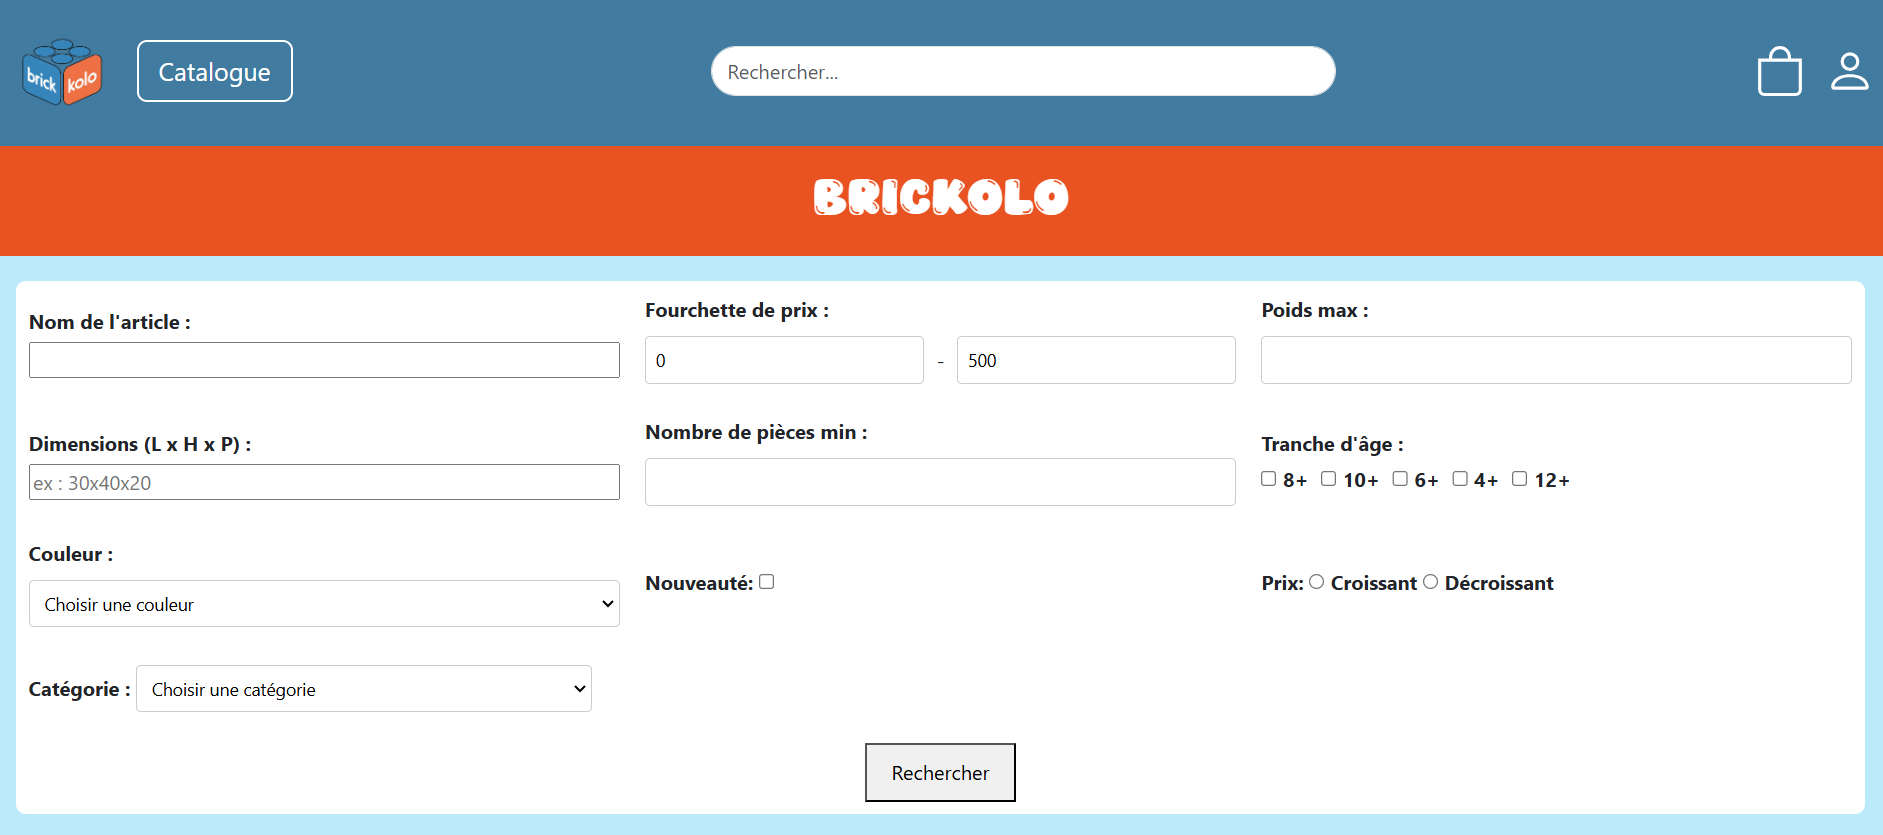 brick kolo
Catalogue
Rechercher...
BRICKOLO
Nom de l'article :
Fourchette de prix :
0 - 500
Poids max :
Dimensions (L x H x P) :
ex : 30x40x20
Nombre de pièces min :
Tranche d'âge :
8+ 10+ 6+ 4+ 12+
Couleur :
Choisir une couleur
Nouveauté:
Prix: Croissant Décroissant
Catégorie : Choisir une catégorie
Rechercher